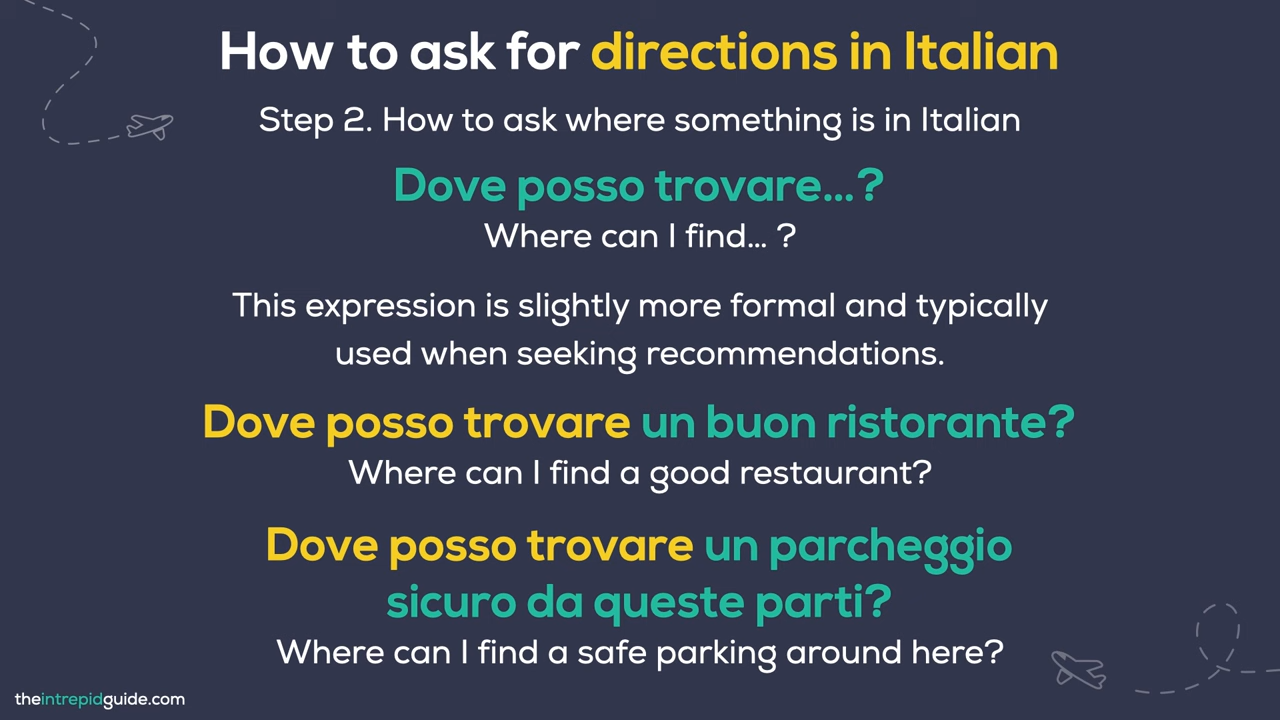 How to ask for directions in Italian
Step 2. How to ask where something is in Italian
Dove posso trovare...?
Where can I find... ?
This expression is slightly more formal and typically
used when seeking recommendations.
Dove posso trovare un buon ristorante?
Where can I find a good restaurant?
Dove posso trovare un parcheggio
sicuro da queste parti?
Where can I find a safe parking around here?
theintrepidguide.com